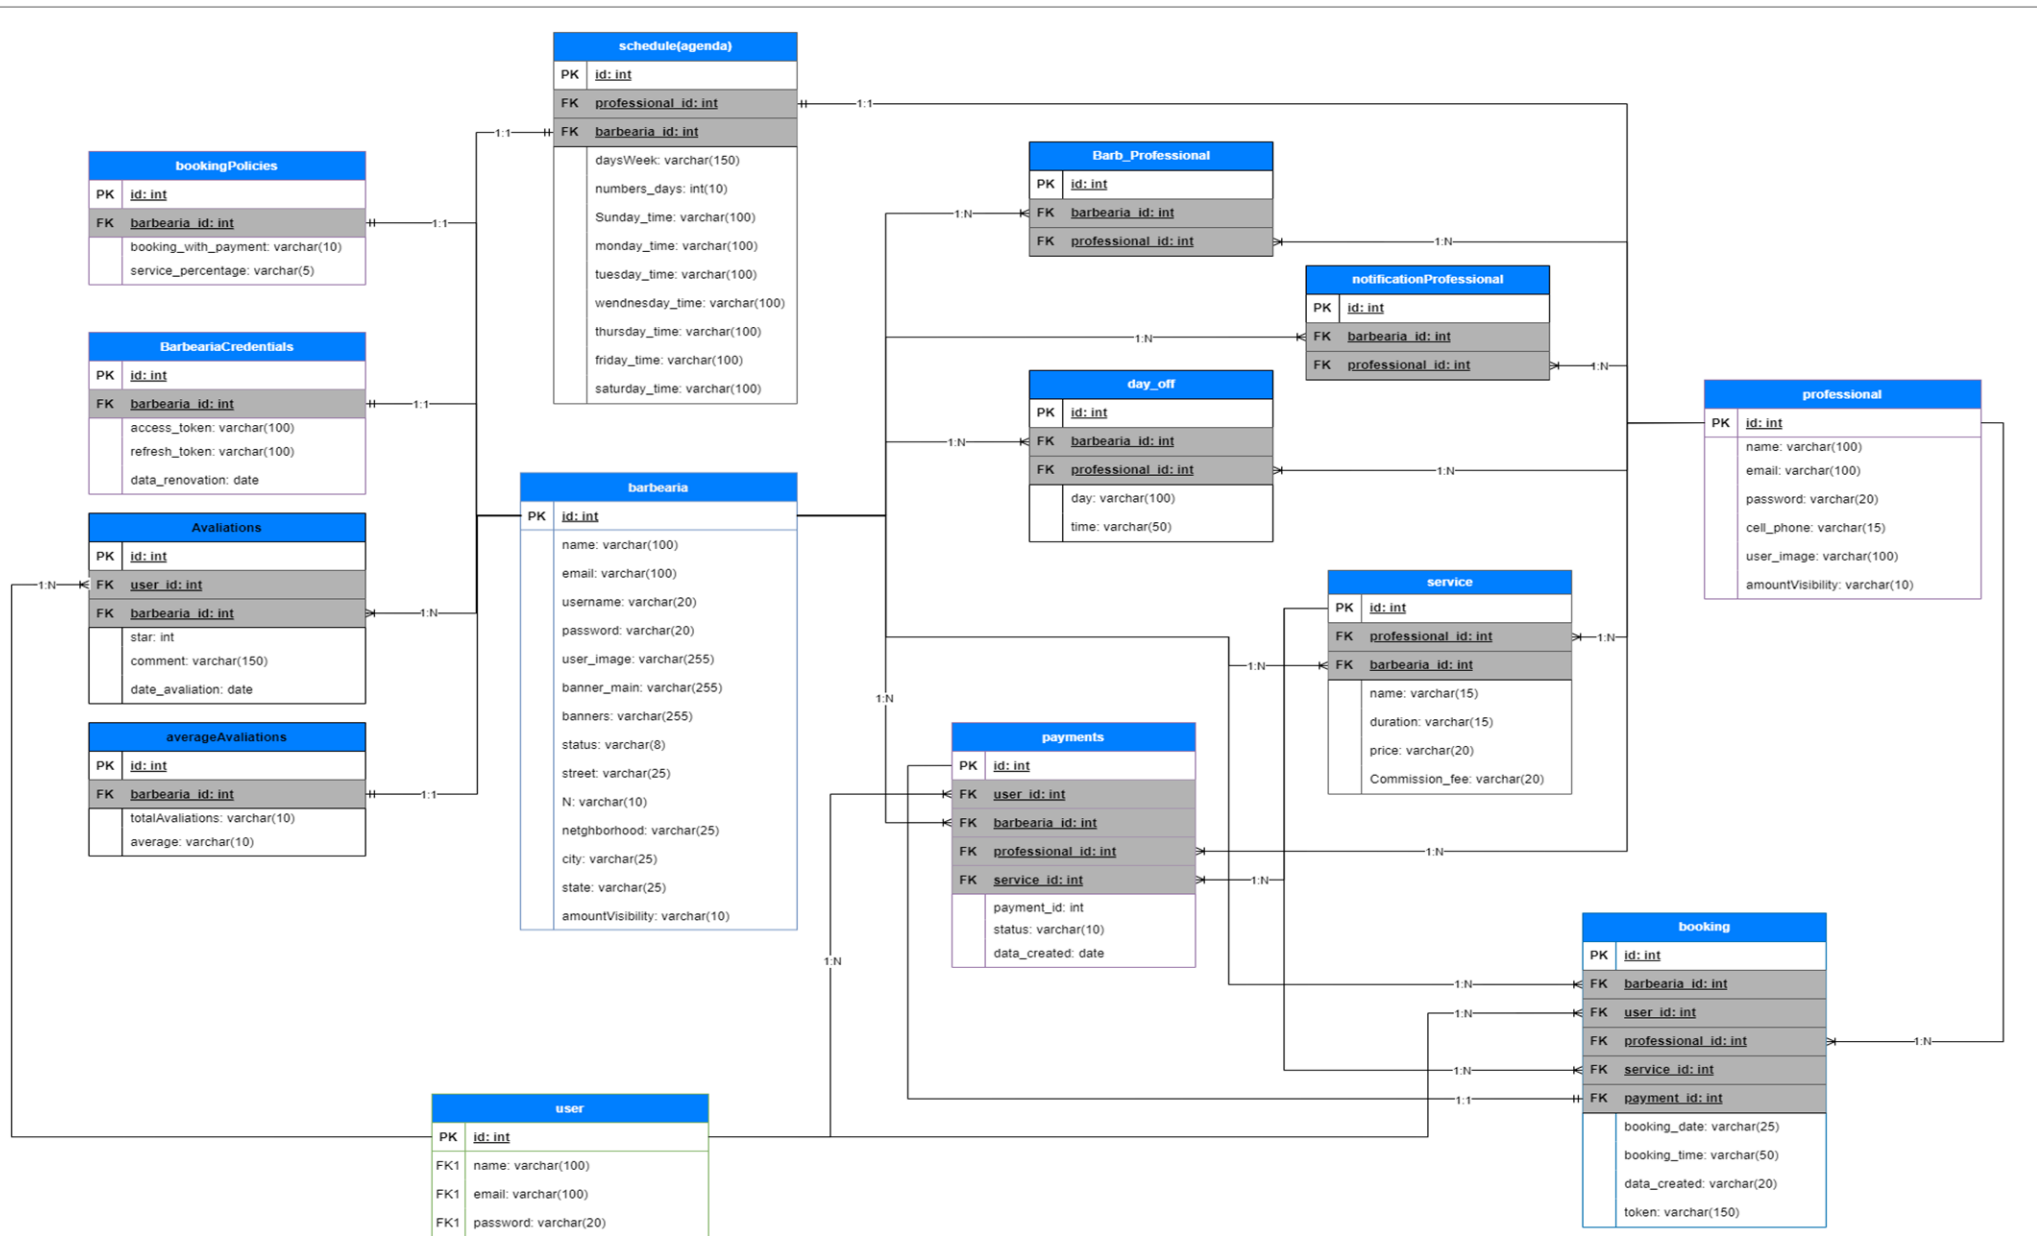 schedule(agenda)
PK id: int
FK professional_id: int
FK barbearia_id: int
daysWeek: varchar(150)
numbers_days: int(10)
Sunday_time: varchar(100)
monday_time: varchar(100)
tuesday_time: varchar(100)
wendnesday_time: varchar(100)
thursday_time: varchar(100)
friday_time: varchar(100)
saturday_time: varchar(100)
1:1
1:1
bookingPolicies
PK id: int
FK barbearia_id: int
booking_with_payment: varchar(10)
service_percentage: varchar(5)
1:1
BarbeariaCredentials
PK id: int
FK barbearia_id: int
access_token: varchar(100)
refresh_token: varchar(100)
data_renovation: date
1:1
Avaliations
PK id: int
FK user_id: int
FK barbearia_id: int
star: int
comment: varchar(150)
date_avaliation: date
1:N
1:N
averageAvaliations
PK id: int
FK barbearia_id: int
totalAvaliations: varchar(10)
average: varchar(10)
1:1
barbearia
PK id: int
name: varchar(100)
email: varchar(100)
username: varchar(20)
password: varchar(20)
user_image: varchar(255)
banner_main: varchar(255)
banners: varchar(255)
status: varchar(8)
street: varchar(25)
N: varchar(10)
netghborhood: varchar(25)
city: varchar(25)
state: varchar(25)
amountVisibility: varchar(10)
Barb_Professional
PK id: int
FK barbearia_id: int
FK professional_id: int
1:N
1:N
notificationProfessional
PK id: int
FK barbearia_id: int
FK professional_id: int
1:N
1:N
day_off
PK id: int
FK barbearia_id: int
FK professional_id: int
day: varchar(100)
time: varchar(50)
1:N
1:N
professional
PK id: int
name: varchar(100)
email: varchar(100)
password: varchar(20)
cell_phone: varchar(15)
user_image: varchar(100)
amountVisibility: varchar(10)
service
PK id: int
FK professional_id: int
FK barbearia_id: int
name: varchar(15)
duration: varchar(15)
price: varchar(20)
Commission_fee: varchar(20)
1:N
1:N
payments
PK id: int
FK user_id: int
FK barbearia_id: int
FK professional_id: int
FK service_id: int
payment_id: int
status: varchar(10)
data_created: date
1:N
1:N
1:N
1:N
booking
PK id: int
FK barbearia_id: int
FK user_id: int
FK professional_id: int
FK service_id: int
FK payment_id: int
booking_date: varchar(25)
booking_time: varchar(50)
data_created: varchar(20)
token: varchar(150)
1:N
1:N
1:N
1:N
1:1
user
PK id: int
FK1 name: varchar(100)
FK1 email: varchar(100)
FK1 password: varchar(20)